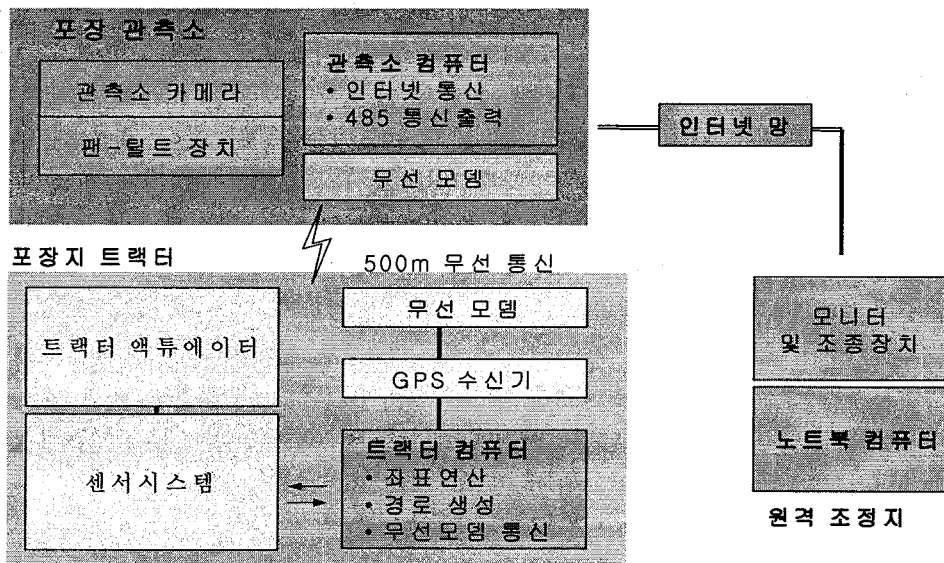 포장 관측소
관측소 카메라
팬-틸트 장치
관측소 컴퓨터
• 인터넷 통신
• 485 통신출력
무선 모뎀
인터넷 망
포장지 트랙터
500m 무선 통신
트랙터 액튜에이터
센서시스템
무선 모뎀
GPS 수신기
트랙터 컴퓨터
• 좌표연산
• 경로 생성
• 무선모뎀 통신
모니터
및 조종장치
노트북 컴퓨터
원격 조정지